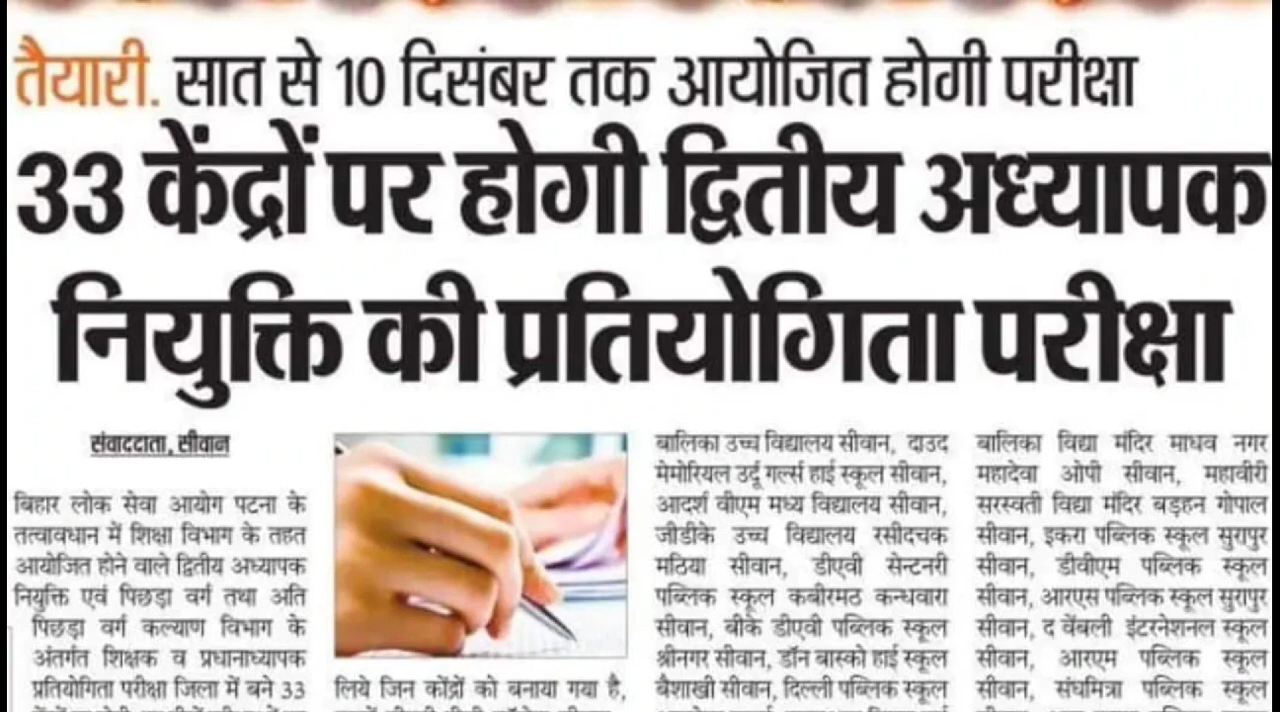 तैयारी. सात से 10 दिसंबर तक आयोजित होगी परीक्षा
33 केंद्रों पर होगी द्वितीय अध्यापक
नियुक्ति की प्रतियोगिता परीक्षा
संवाददाता, सीवान
बिहार लोक सेवा आयोग पटना के
तत्वावधान में शिक्षा विभाग के तहत
आयोजित होने वाले द्वितीय अध्यापक
नियुक्ति एवं पिछड़ा वर्ग तथा अति
पिछड़ा वर्ग कल्याण विभाग के
अंतर्गत शिक्षक व प्रधानाध्यापक
प्रतियोगिता परीक्षा जिला में बने 33
लिये जिन केंद्रों को बनाया गया है,
बालिका उच्च विद्यालय सीवान, दाउद
मेमोरियल उर्दू गर्ल्स हाई स्कूल सीवान,
आदर्श वीएम मध्य विद्यालय सीवान,
जीडीके उच्च विद्यालय रसीदचक
मठिया सीवान, डीएवी सेन्टनरी
पब्लिक स्कूल कबीरमठ कन्धवारा
सीवान, बीके डीएवी पब्लिक स्कूल
श्रीनगर सीवान, डॉन बास्को हाई स्कूल
बैशाखी सीवान, दिल्ली पब्लिक स्कूल
बालिका विद्या मंदिर माधव नगर
महादेवा ओपी सीवान, महावीरी
सरस्वती विद्या मंदिर बड़हन गोपाल
सीवान, इकरा पब्लिक स्कूल सुरापुर
सीवान, डीवीएम पब्लिक स्कूल
सीवान, आरएस पब्लिक स्कूल सुरापुर
सीवान, द वेंबली इंटरनेशनल स्कूल
सीवान, आरएम पब्लिक स्कूल
सीवान, संघमित्रा पब्लिक स्कूल